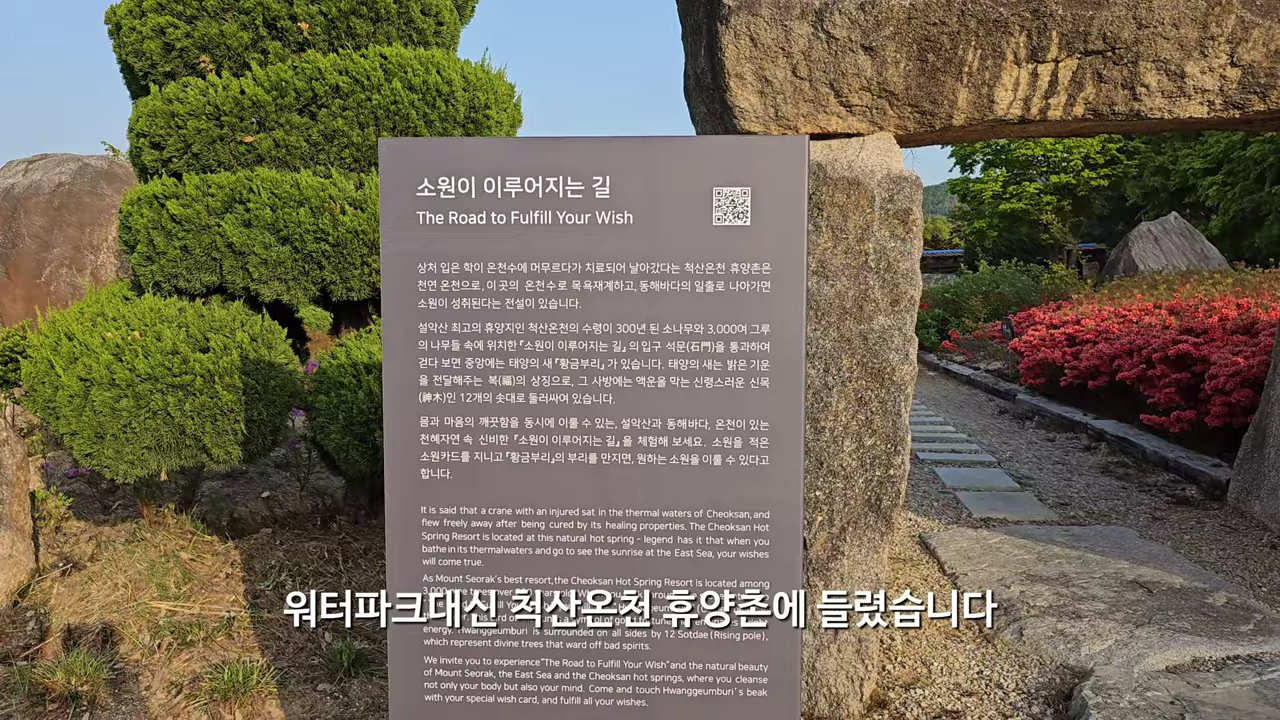 소원이 이루어지는 길
The Road to Fulfill Your Wish
상처 입은 학이 온천수에 머무르다가 치료되어 날아갔다는 척산온천 휴양촌은
천연 온천으로, 이 곳의 온천수로 목욕재계하고, 동해바다의 일출로 나아가면
소원이 성취된다는 전설이 있습니다.
설악산 최고의 휴양지인 척산온천의 수령이 300년 된 소나무와 3,000여 그루
의 나무들 속에 위치한『소원이 이루어지는 길』의 입구 석문(石門)을 통과하여
걷다 보면 중앙에는 태양의 새『황금부리』가 있습니다. 태양의 새는 밝은 기운
을 전달해주는 복(福)의 상징으로, 그 사방에는 액운을 막는 신령스러운 신목
(神木)인 12개의 솟대로 둘러싸여 있습니다.
몸과 마음의 깨끗함을 동시에 이룰 수 있는, 설악산과 동해바다, 온천이 있는
천혜자연 속 신비한 『소원이 이루어지는 길』을 체험해 보세요. 소원을 적은
소원카드를 지니고『황금부리』의 부리를 만지면, 원하는 소원을 이룰 수 있다고
합니다.
It is said that a crane with an injured sat in the thermal waters of Cheoksan, and
flew freely away after being cured by its healing properties. The Cheoksan Hot
Spring Resort is located at this natural hot spring - legend has it that when you
bathe in its thermalwaters and go to see the sunrise at the East Sea, your wishes
will come true.
As Mount Seorak's best resort,the Cheoksan Hot Spring Resort is located among
워터파크대신 척산온천 휴양촌에 들렸습니다
energy. Hwanggeumburi is surrounded on all sides by 12 Sotdae (Rising pole),
which represent divine trees that ward off bad spirits.
We invite you to experience"The Road to Fulfill Your Wish"and the natural beauty
of Mount Seorak, the East Sea and the Cheoksan hot springs, where you cleanse
not only your body but also your mind. Come and touch Hwanggeumburi's beak
with your special wish card, and fulfill all your wishes.